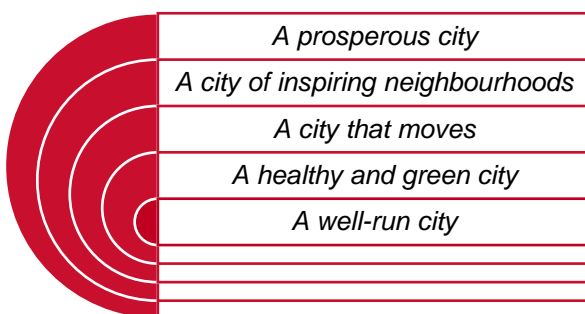 A prosperous city
A city of inspiring neighbourhoods
A city that moves
A healthy and green city
A well-run city